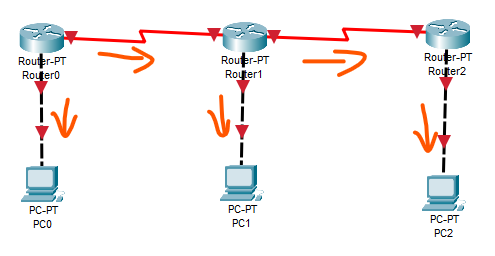 Router-PT
Router0
Router-PT
Router1
Router-PT
Router2
PC-PT
PC0
PC-PT
PC1
PC-PT
PC2